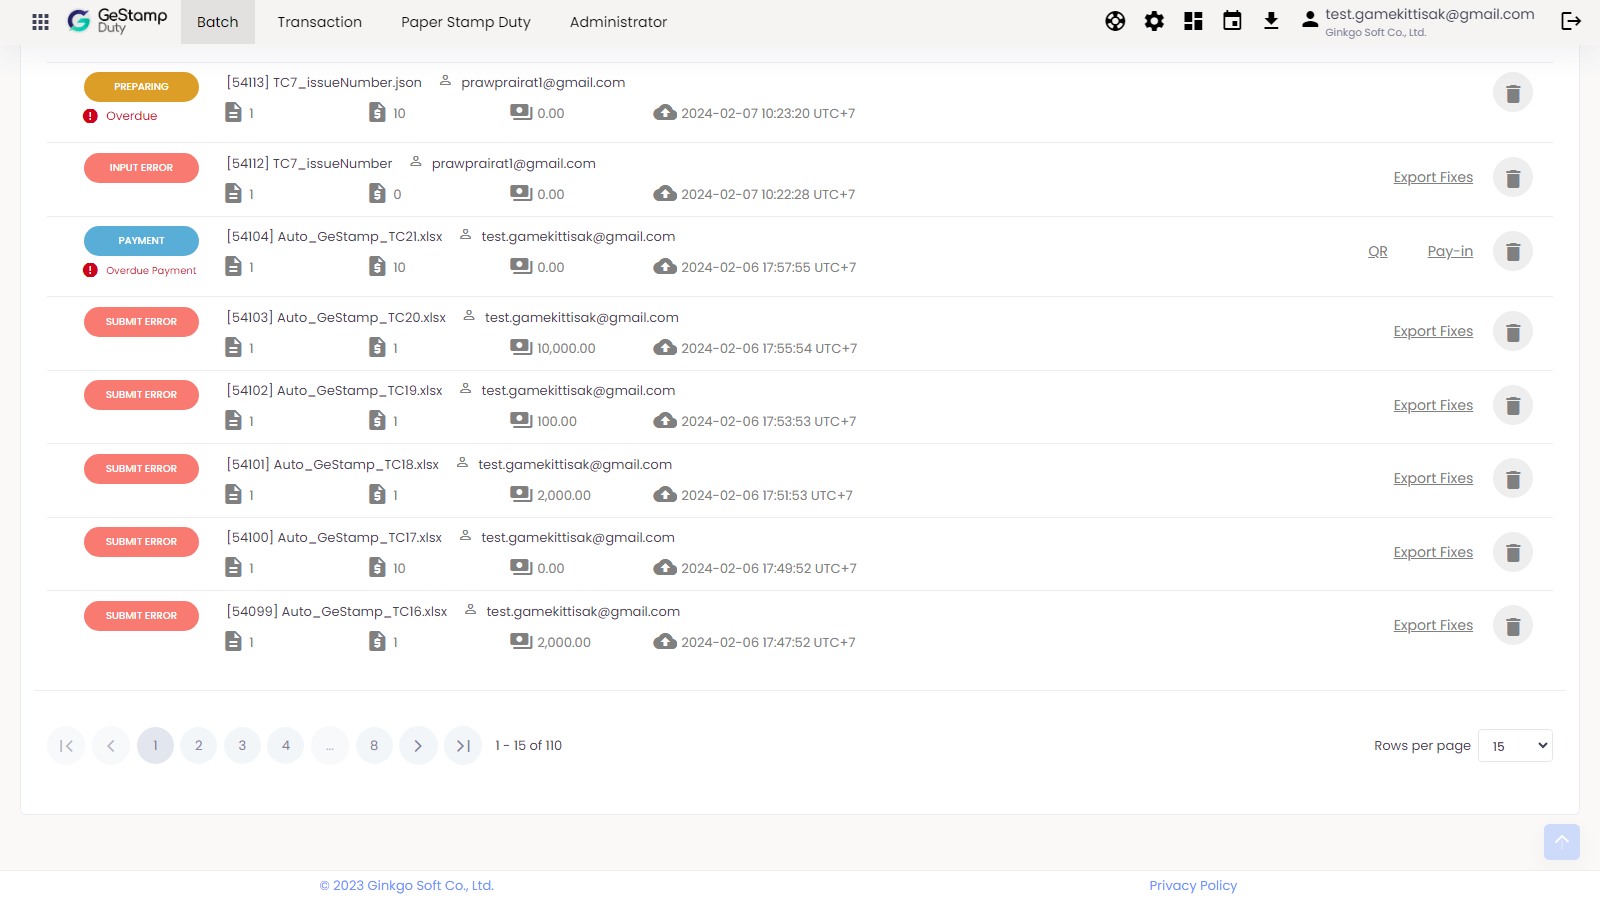 GeStamp
Duty
Batch
Transaction
Paper Stamp Duty
Administrator
test.gamekittisak@gmail.com
Ginkgo Soft Co., Ltd.
PREPARING
[54113] TC7_issueNumber.json prawprairat1@gmail.com
Overdue
1 10 0.00 2024-02-07 10:23:20 UTC+7
INPUT ERROR
[54112] TC7_issueNumber prawprairat1@gmail.com
1 0 0.00 2024-02-07 10:22:28 UTC+7
Export Fixes
PAYMENT
[54104] Auto_GeStamp_TC21.xlsx test.gamekittisak@gmail.com
Overdue Payment
1 10 0.00 2024-02-06 17:57:55 UTC+7
QR Pay-in
SUBMIT ERROR
[54103] Auto_GeStamp_TC20.xlsx test.gamekittisak@gmail.com
1 1 10,000.00 2024-02-06 17:55:54 UTC+7
Export Fixes
SUBMIT ERROR
[54102] Auto_GeStamp_TC19.xlsx test.gamekittisak@gmail.com
1 1 100.00 2024-02-06 17:53:53 UTC+7
Export Fixes
SUBMIT ERROR
[54101] Auto_GeStamp_TC18.xlsx test.gamekittisak@gmail.com
1 1 2,000.00 2024-02-06 17:51:53 UTC+7
Export Fixes
SUBMIT ERROR
[54100] Auto_GeStamp_TC17.xlsx test.gamekittisak@gmail.com
1 10 0.00 2024-02-06 17:49:52 UTC+7
Export Fixes
SUBMIT ERROR
[54099] Auto_GeStamp_TC16.xlsx test.gamekittisak@gmail.com
1 1 2,000.00 2024-02-06 17:47:52 UTC+7
Export Fixes
1 2 3 4 ... 8 1 - 15 of 110
Rows per page 15
© 2023 Ginkgo Soft Co., Ltd.
Privacy Policy